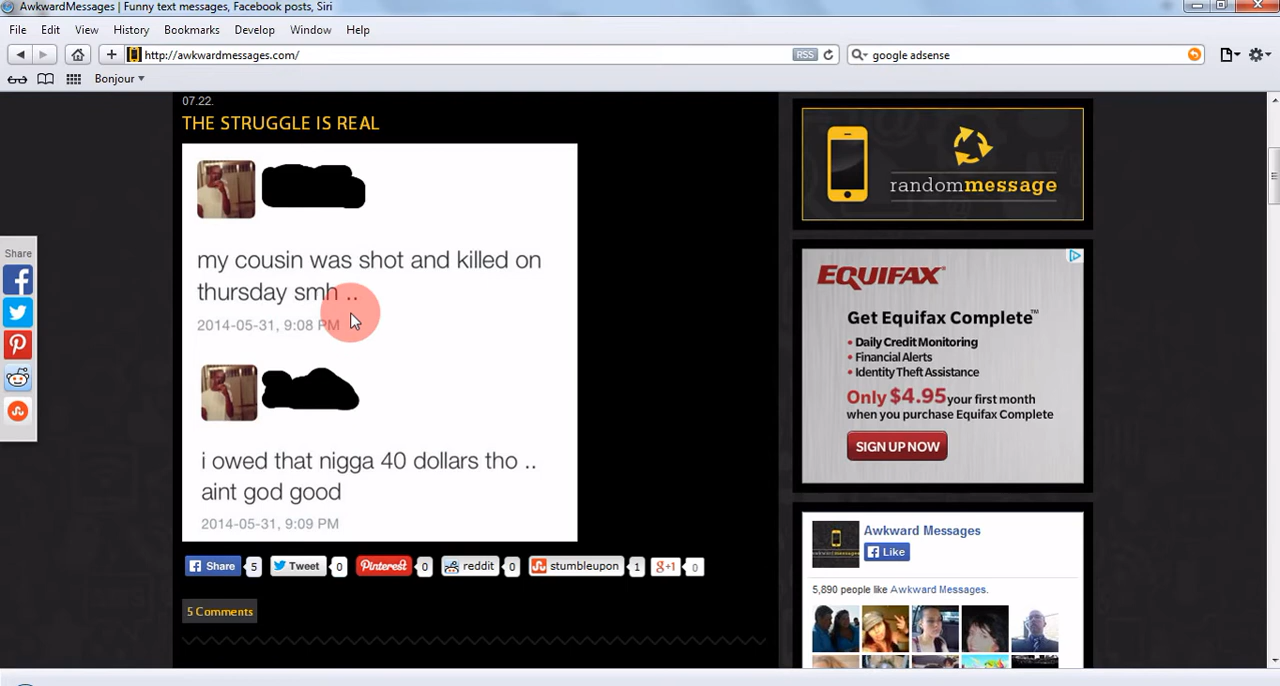 AwkwardMessages | Funny text messages, Facebook posts, Siri
File Edit View History Bookmarks Develop Window Help
http://awkwardmessages.com/ RSS google adsense
Bonjour
07.22.
THE STRUGGLE IS REAL
my cousin was shot and killed on
thursday smh ..
2014-05-31, 9:08 PM
i owed that nigga 40 dollars tho ..
aint god good
2014-05-31, 9:09 PM
Share 5 Tweet 0 Pinterest 0 reddit 0 stumbleupon 1 g+1 0
5 Comments
Share
randommessage
EQUIFAX
Get Equifax Complete™
• Daily Credit Monitoring
• Financial Alerts
• Identity Theft Assistance
Only $4.95 your first month
when you purchase Equifax Complete
SIGN UP NOW
Awkward Messages
Like
5,890 people like Awkward Messages.